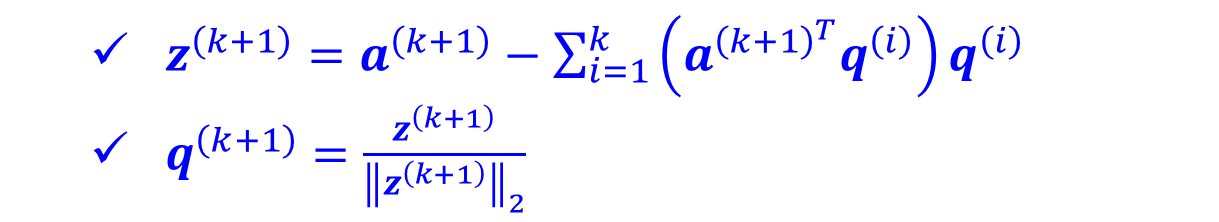 ✓ z^(k+1) = a^(k+1) − ∑_{i=1}^{k} (a^(k+1)^T q^(i)) q^(i)
✓ q^(k+1) = z^(k+1) / ‖z^(k+1)‖_2